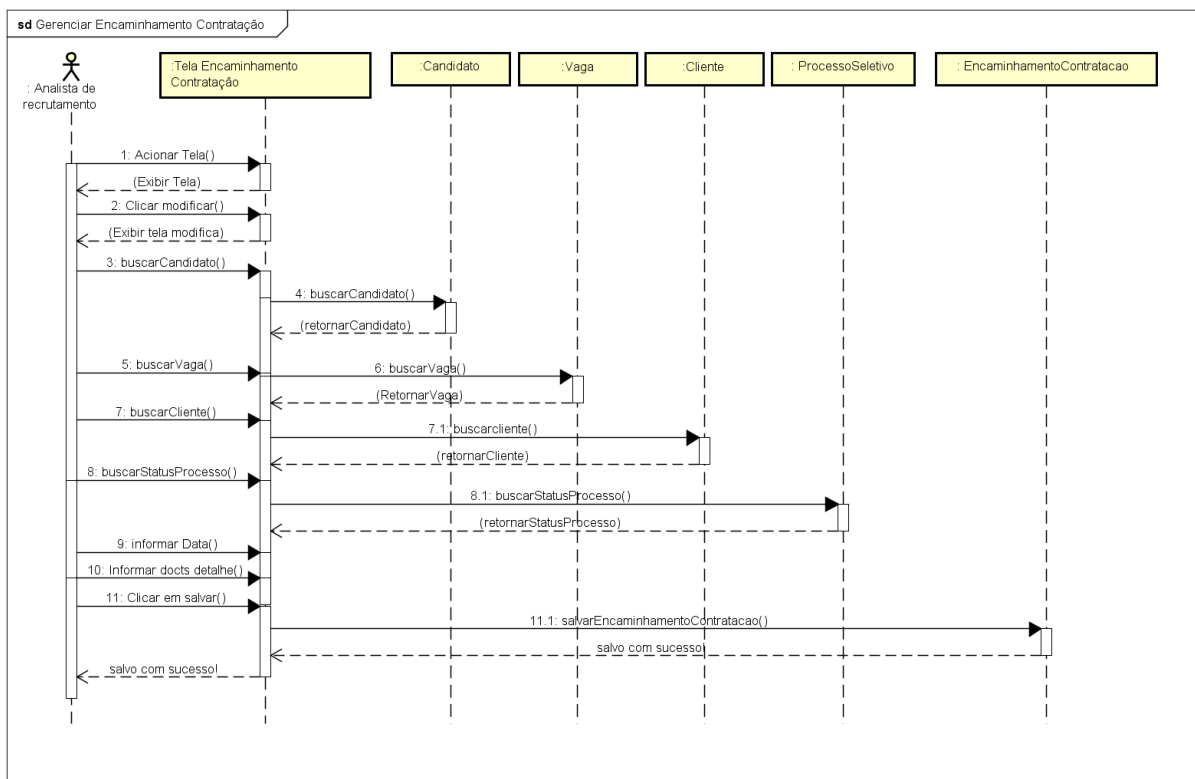 sd Gerenciar Encaminhamento Contratação
: Analista de
recrutamento
:Tela Encaminhamento
Contratação
:Candidato
:Vaga
:Cliente
: ProcessoSeletivo
: EncaminhamentoContratacao
1: Acionar Tela()
(Exibir Tela)
2: Clicar modificar()
(Exibir tela modifica)
3: buscarCandidato()
4: buscarCandidato()
(retornarCandidato)
5: buscarVaga()
6: buscarVaga()
(RetornarVaga)
7: buscarCliente()
7.1: buscarcliente()
(retornarCliente)
8: buscarStatusProcesso()
8.1: buscarStatusProcesso()
(retornarStatusProcesso)
9: informar Data()
10: Informar docts detalhe()
11: Clicar em salvar()
11.1: salvarEncaminhamentoContratacao()
salvo com sucesso!
salvo com sucesso!